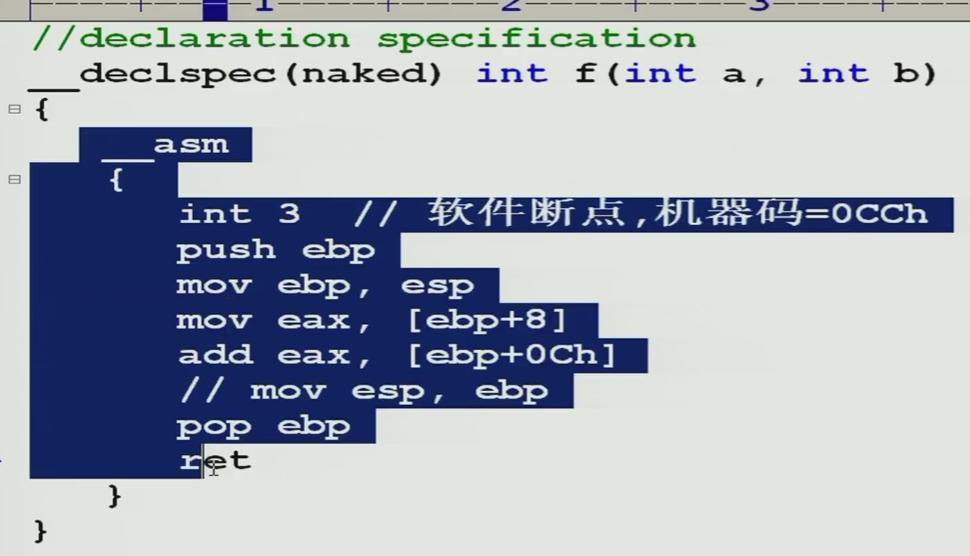 1 2 3
//declaration specification
__declspec(naked) int f(int a, int b)
{
__asm
{
int 3 // 软件断点,机器码=0CCh
push ebp
mov ebp, esp
mov eax, [ebp+8]
add eax, [ebp+0Ch]
// mov esp, ebp
pop ebp
ret
}
}